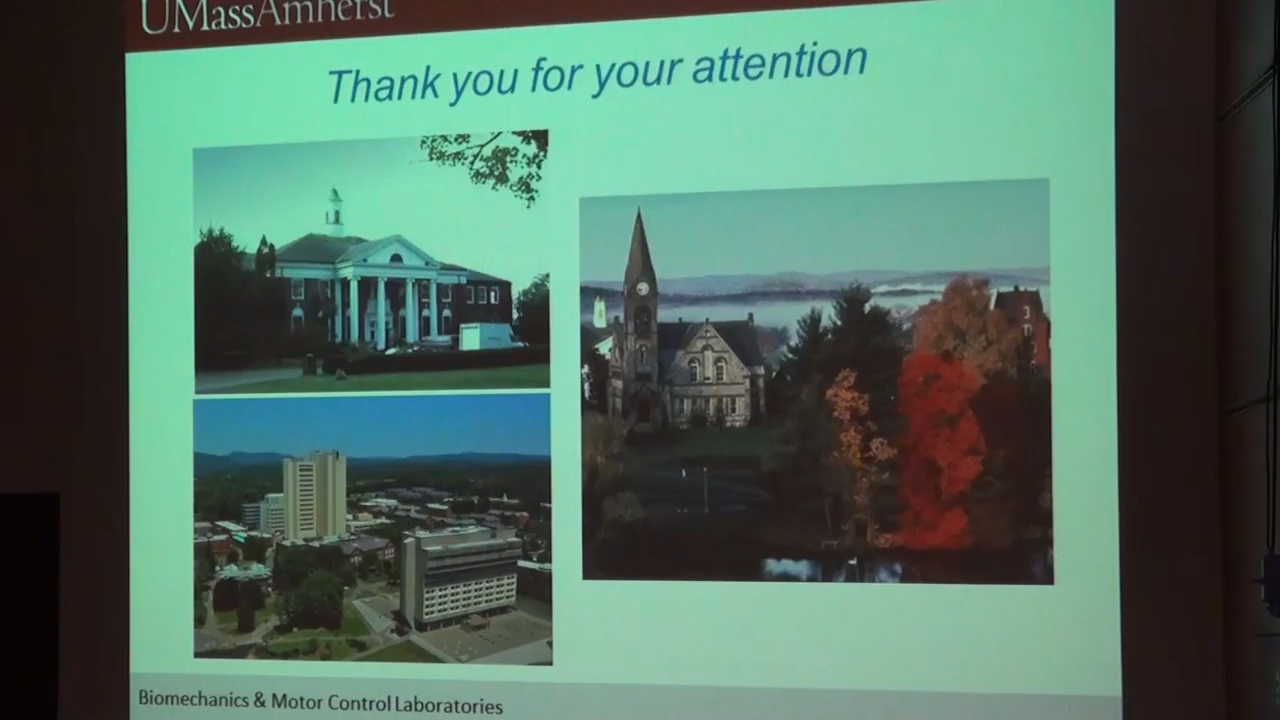 UMassAmherst
Thank you for your attention
Biomechanics & Motor Control Laboratories